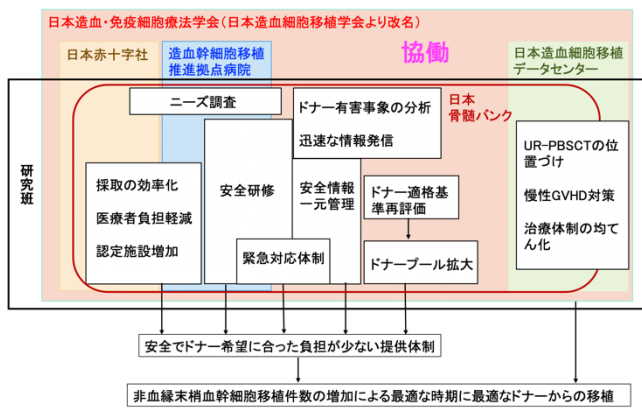 日本造血・免疫細胞療法学会（日本造血細胞移植学会より改名）
日本赤十字社
造血幹細胞移植
推進拠点病院
協働
日本造血細胞移植
データセンター
研究班
ニーズ調査
ドナー有害事象の分析
迅速な情報発信
日本
骨髄バンク
採取の効率化
医療者負担軽減
認定施設増加
安全研修
安全情報
一元管理
緊急対応体制
ドナー適格基
準再評価
ドナープール拡大
UR-PBSCTの位
置づけ
慢性GVHD対策
治療体制の均て
ん化
安全でドナー希望に合った負担が少ない提供体制
非血縁末梢血幹細胞移植件数の増加による最適な時期に最適なドナーからの移植